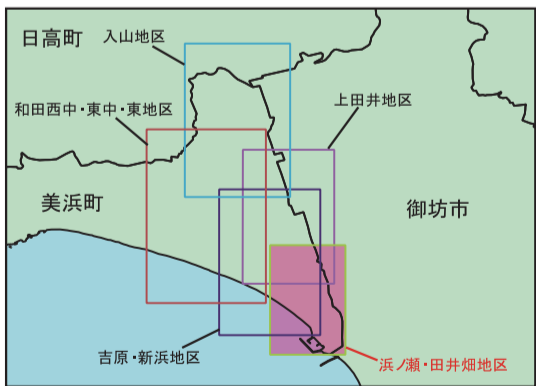 日高町
入山地区
和田西中・東中・東地区
上田井地区
美浜町
御坊市
吉原・新浜地区
浜ノ瀬・田井畑地区